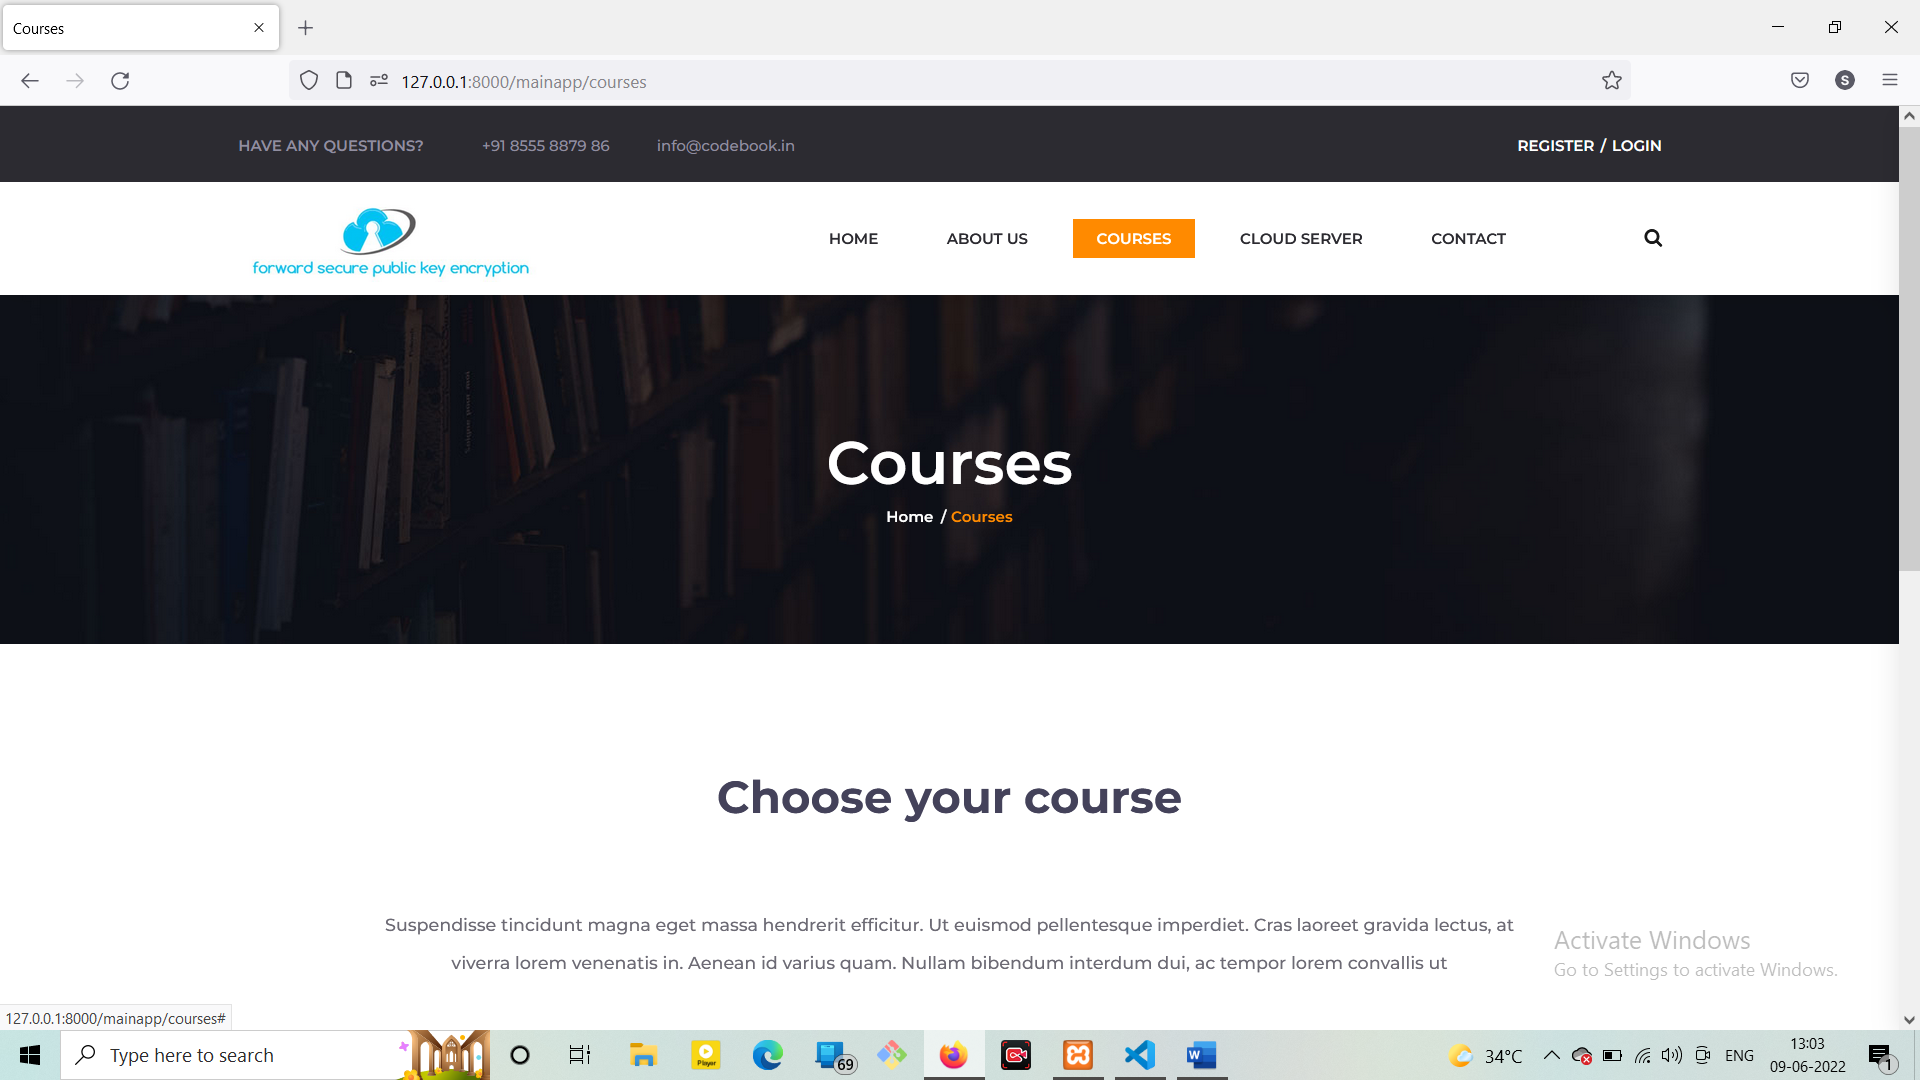 Courses
127.0.0.1:8000/mainapp/courses
S
HAVE ANY QUESTIONS? +91 8555 8879 86 info@codebook.in REGISTER / LOGIN
forward secure public key encryption
HOME ABOUT US COURSES CLOUD SERVER CONTACT
Courses
Home / Courses
Choose your course
Suspendisse tincidunt magna eget massa hendrerit efficitur. Ut euismod pellentesque imperdiet. Cras laoreet gravida lectus, at
viverra lorem venenatis in. Aenean id varius quam. Nullam bibendum interdum dui, ac tempor lorem convallis ut
Activate Windows
Go to Settings to activate Windows.
127.0.0.1:8000/mainapp/courses#
Type here to search
Player
69
W
34°C
ENG
13:03
09-06-2022
1